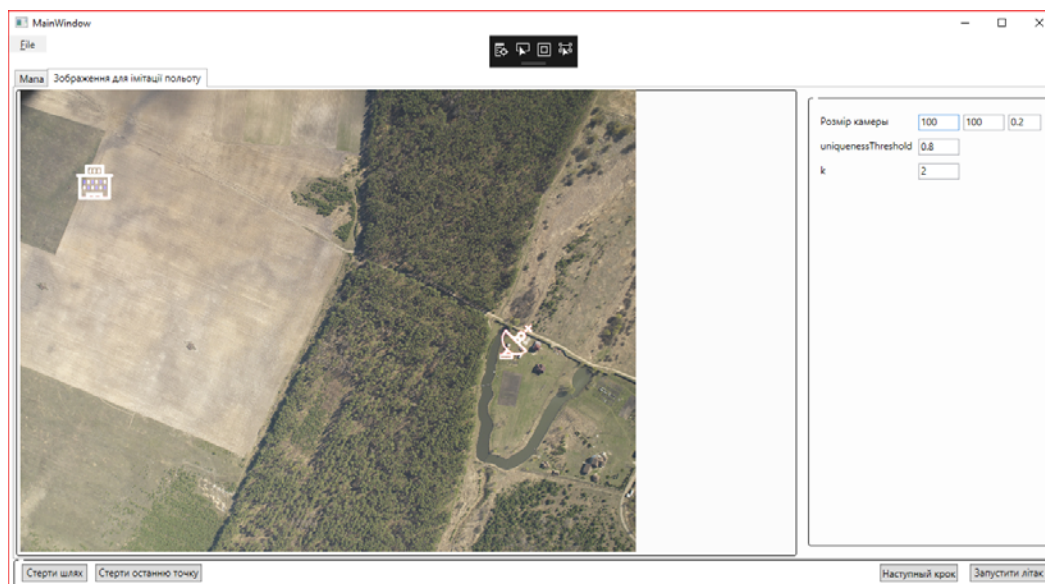 MainWindow
File
Мапа Зображення для імітації польоту
Розмір камеры 100 100 0.2
uniquenessThreshold 0.8
k 2
Стерти шлях Стерти останню точку Наступный крок Запустити літак